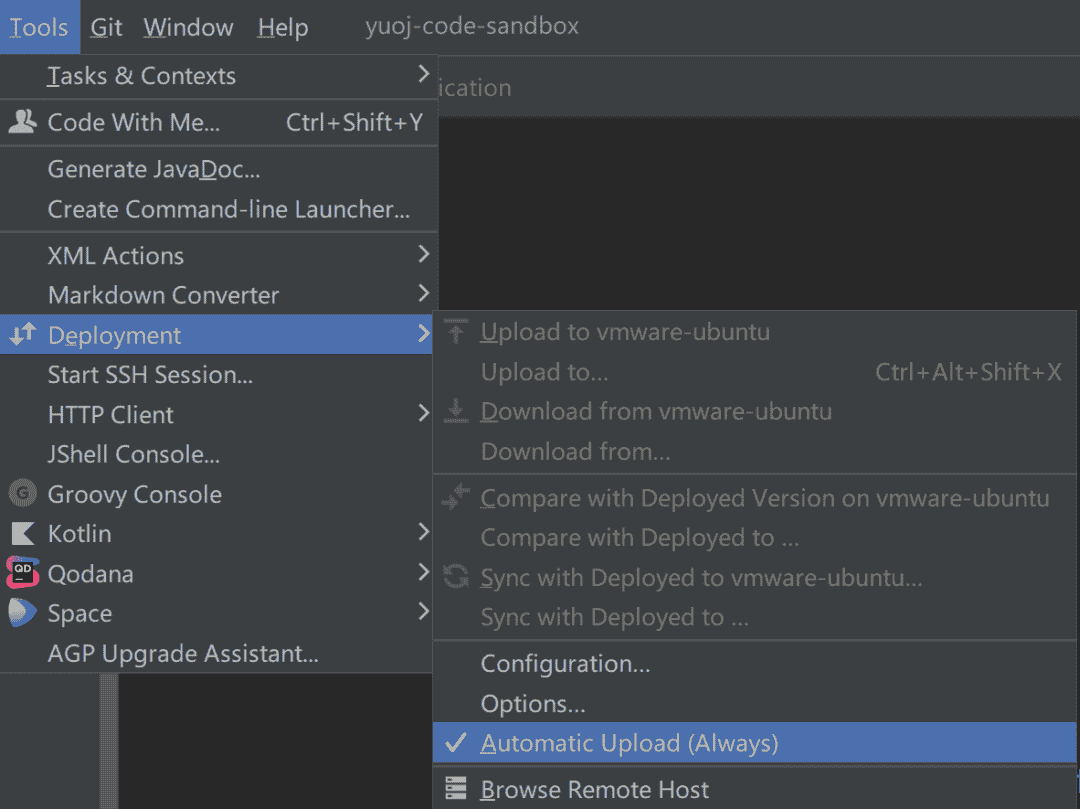 Tools Git Window Help yuoj-code-sandbox
Tasks & Contexts
ication
Code With Me... Ctrl+Shift+Y
Generate JavaDoc...
Create Command-line Launcher...
XML Actions
Markdown Converter
Deployment
Start SSH Session...
HTTP Client
JShell Console...
G Groovy Console
Kotlin
QD Qodana
Space
AGP Upgrade Assistant...
Upload to vmware-ubuntu
Upload to... Ctrl+Alt+Shift+X
Download from vmware-ubuntu
Download from...
Compare with Deployed Version on vmware-ubuntu
Compare with Deployed to ...
Sync with Deployed to vmware-ubuntu...
Sync with Deployed to ...
Configuration...
Options...
Automatic Upload (Always)
Browse Remote Host